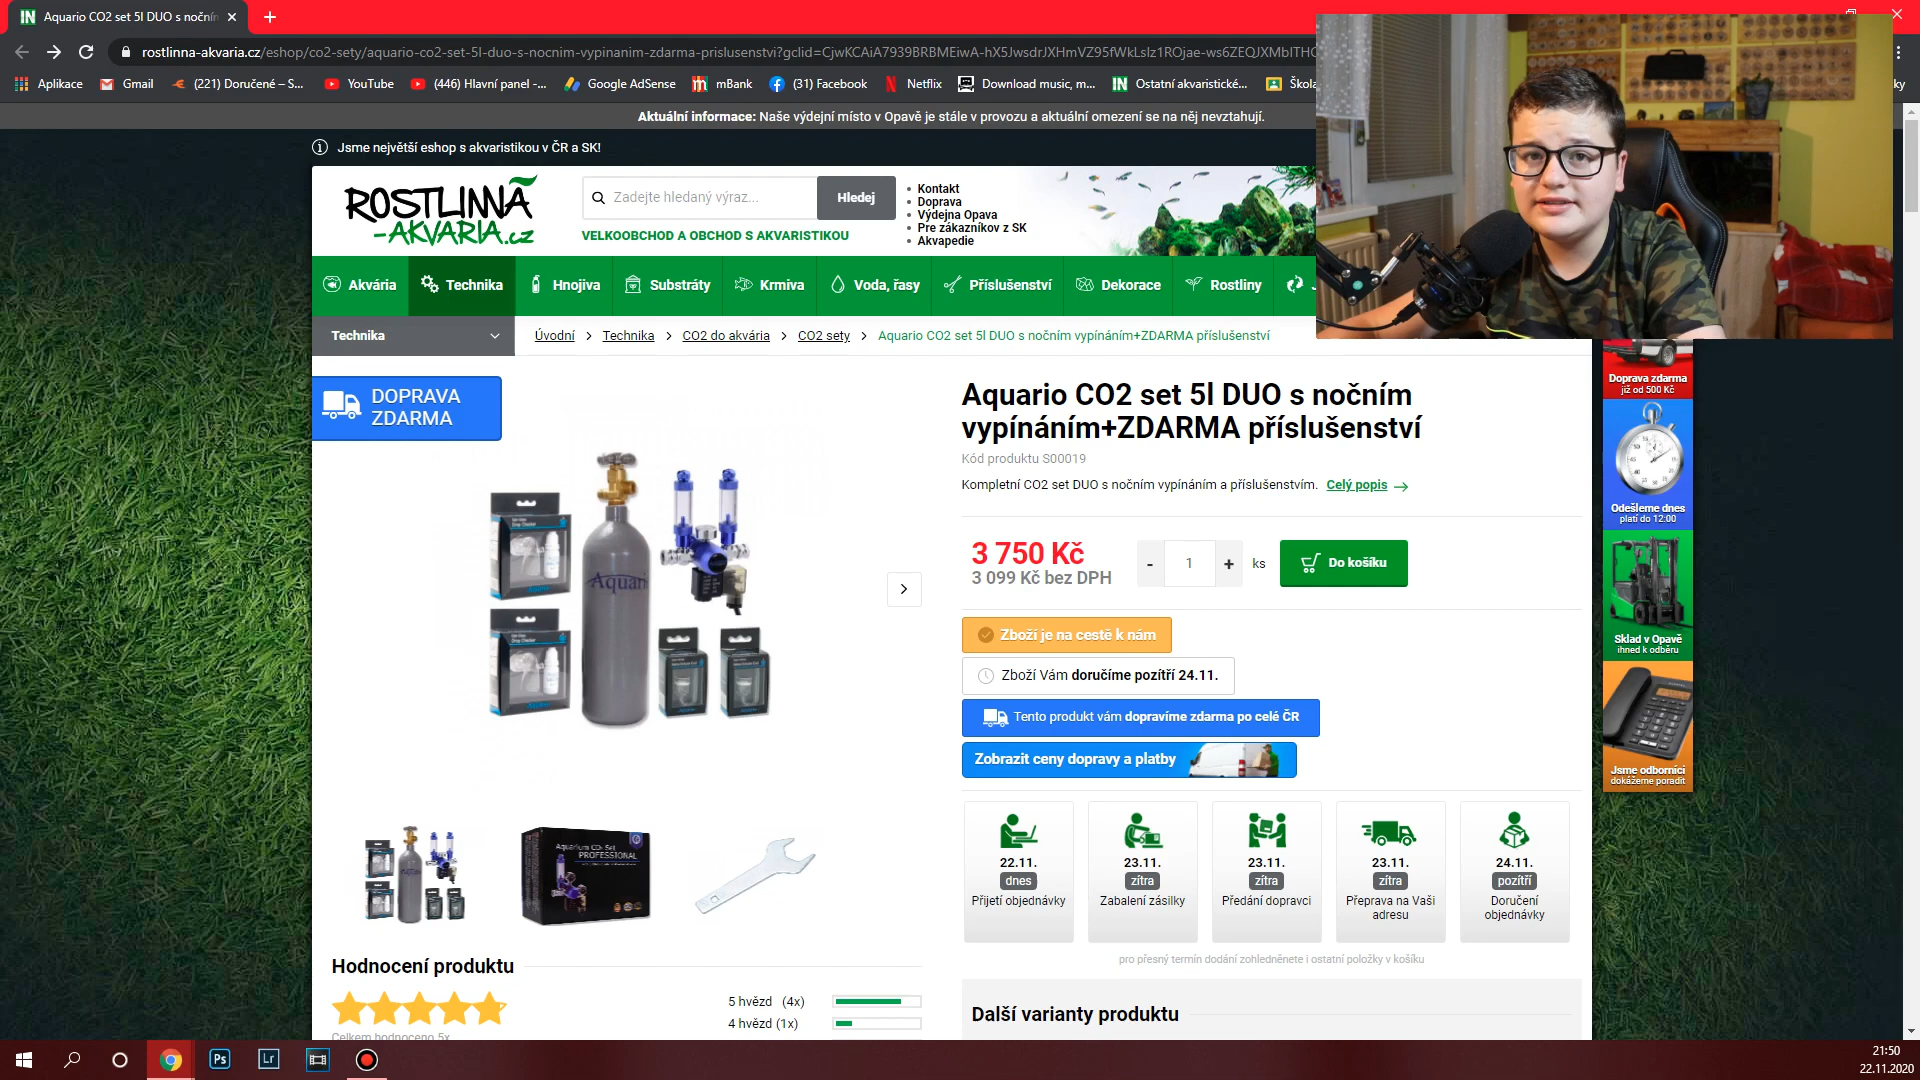 Aquario CO2 set 5l DUO s nočním
rostlinna-akvaria.cz/eshop/co2-sety/aquario-co2-set-5l-duo-s-nocnim-vypinanim-zdarma-prislusenstvi?gclid=
Aplikace
Gmail
(221) Doručené – S...
YouTube
(446) Hlavní panel -...
Google AdSense
mBank
(31) Facebook
Netflix
Download music, m...
Ostatní akvaristické...
Škola
Aktuální informace: Naše výdejní místo v Opavě je stále v provozu a aktuální omezení se na něj nevztahují.
Jsme největší eshop s akvaristikou v ČR a SK!
ROSTLINNÁ
-AKVARIA.cz
Zadejte hledaný výraz...
Hledej
VELKOOBCHOD A OBCHOD S AKVARISTIKOU
Kontakt
Doprava
Výdejna Opava
Pre zákazníkov z SK
Akvapedie
Akvária
Technika
Hnojiva
Substráty
Krmiva
Voda, řasy
Příslušenství
Dekorace
Rostliny
Technika
Úvodní > Technika > CO2 do akvária > CO2 sety > Aquario CO2 set 5l DUO s nočním vypínáním+ZDARMA příslušenství
DOPRAVA
ZDARMA
Aquario
Aquarium CO2 Set
PROFESSIONAL
Aquario CO2 set 5l DUO s nočním
vypínáním+ZDARMA příslušenství
Kód produktu S00019
Kompletní CO2 set DUO s nočním vypínáním a příslušenstvím. Celý popis
3 750 Kč
3 099 Kč bez DPH
- 1 + ks
Do košíku
Zboží je na cestě k nám
Zboží Vám doručíme pozítří 24.11.
Tento produkt vám dopravíme zdarma po celé ČR
Zobrazit ceny dopravy a platby
22.11.
dnes
Přijetí objednávky
23.11.
zítra
Zabalení zásilky
23.11.
zítra
Předání dopravci
23.11.
zítra
Přeprava na Vaši
adresu
24.11.
pozítří
Doručení
objednávky
pro přesný termín dodání zohledněnete i ostatní položky v košíku
Hodnocení produktu
5 hvězd (4x)
4 hvězd (1x)
Celkem hodnoceno 5x
Další varianty produktu
Doprava zdarma
již od 500 Kč
Odešleme dnes
platí do 12:00
Sklad v Opavě
ihned k odběru
Jsme odborníci
dokážeme poradit
Ps
Lr
21:50
22.11.2020